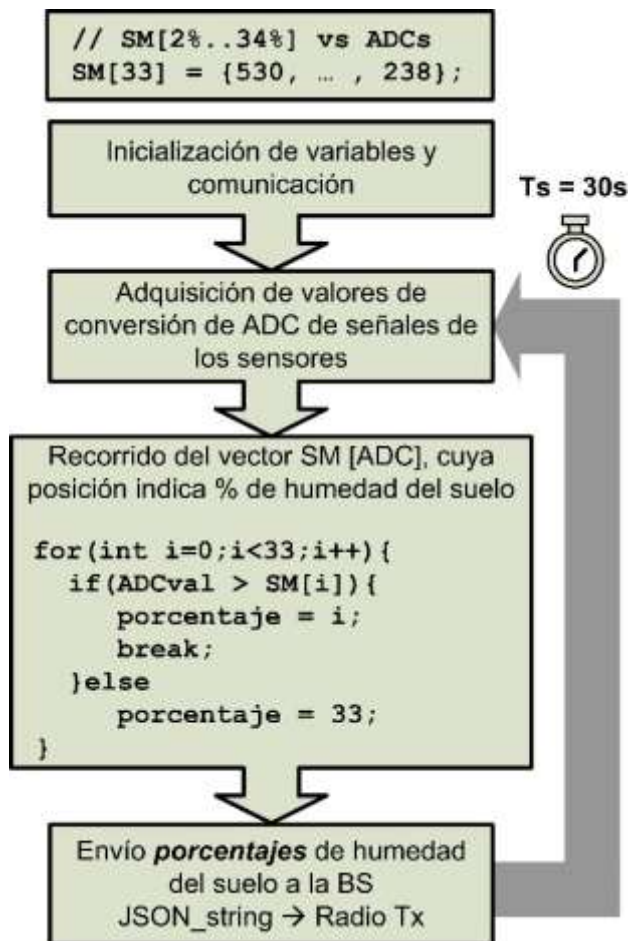 // SM[2%..34%] vs ADCs
SM[33] = {530, … , 238};
Inicialización de variables y
comunicación
Ts = 30s
Adquisición de valores de
conversión de ADC de señales de
los sensores
Recorrido del vector SM [ADC], cuya
posición indica % de humedad del suelo
for(int i=0;i<33;i++){
if(ADCval > SM[i]){
porcentaje = i;
break;
}else
porcentaje = 33;
}
Envío porcentajes de humedad
del suelo a la BS
JSON_string → Radio Tx